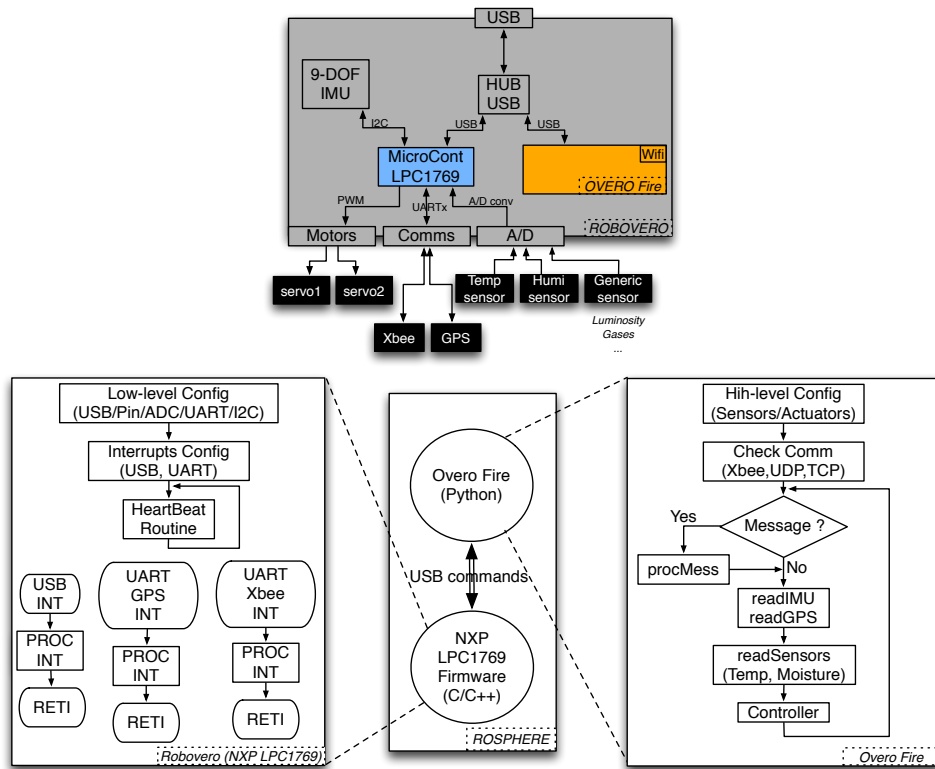 USB
9-DOF
IMU
HUB
USB
I2C
USB
USB
MicroCont
LPC1769
Wifi
OVERO Fire
PWM
UARTx
A/D conv
ROBOVERO
Motors
Comms
A/D
servo1
servo2
Temp
sensor
Humi
sensor
Generic
sensor
Xbee
GPS
Luminosity
Gases
...
Low-level Config
(USB/Pin/ADC/UART/I2C)
Interrupts Config
(USB, UART)
HeartBeat
Routine
USB
INT
UART
GPS
INT
UART
Xbee
INT
PROC
INT
PROC
INT
PROC
INT
RETI
RETI
RETI
Robovero (NXP LPC1769)
Overo Fire
(Python)
USB commands
NXP
LPC1769
Firmware
(C/C++)
ROSPHERE
Hih-level Config
(Sensors/Actuators)
Check Comm
(Xbee,UDP,TCP)
Message ?
Yes
procMess
No
readIMU
readGPS
readSensors
(Temp, Moisture)
Controller
Overo Fire